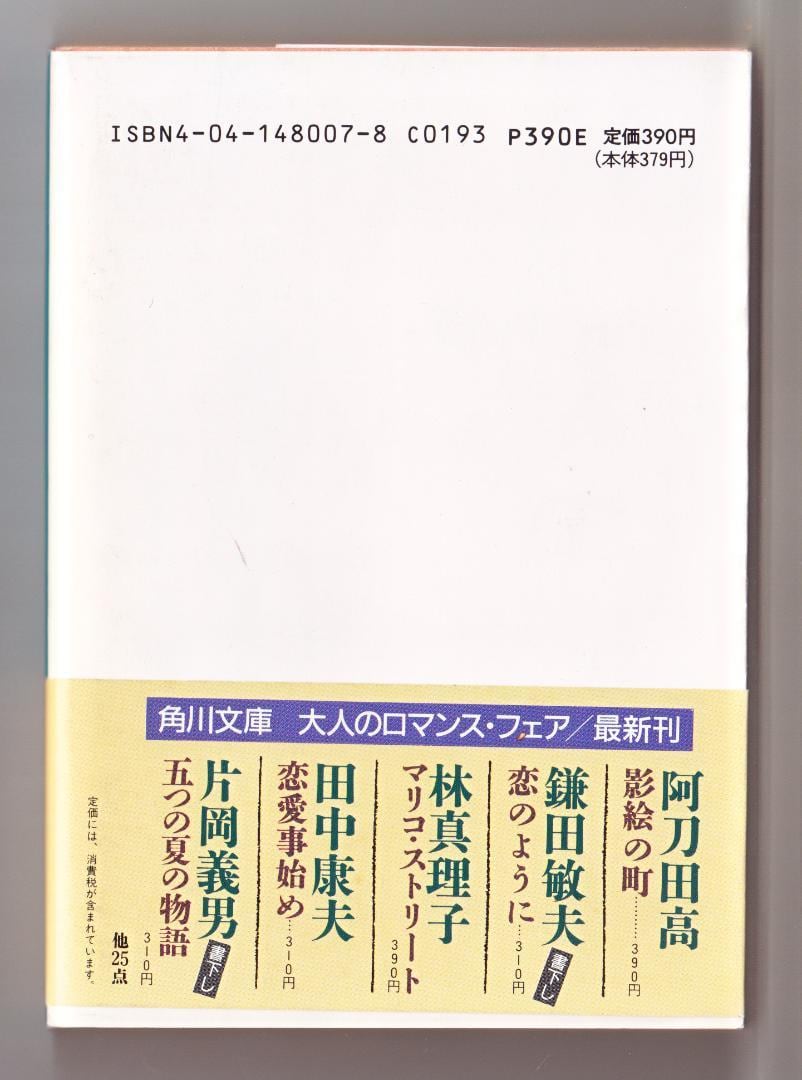 ISBN4-04-148007-8 C0193 P390E 定価390円
(本体379円)
角川文庫 大人のロマンス・フェア/最新刊
阿刀田高
影絵の町………390円
鎌田敏夫
恋のように…310円
書下し
林真理子
マリコ・ストリート
390円
田中康夫
恋愛事始め…310円
片岡義男
書下し
五つの夏の物語
310円
他25点
定価には、消費税が含まれています。